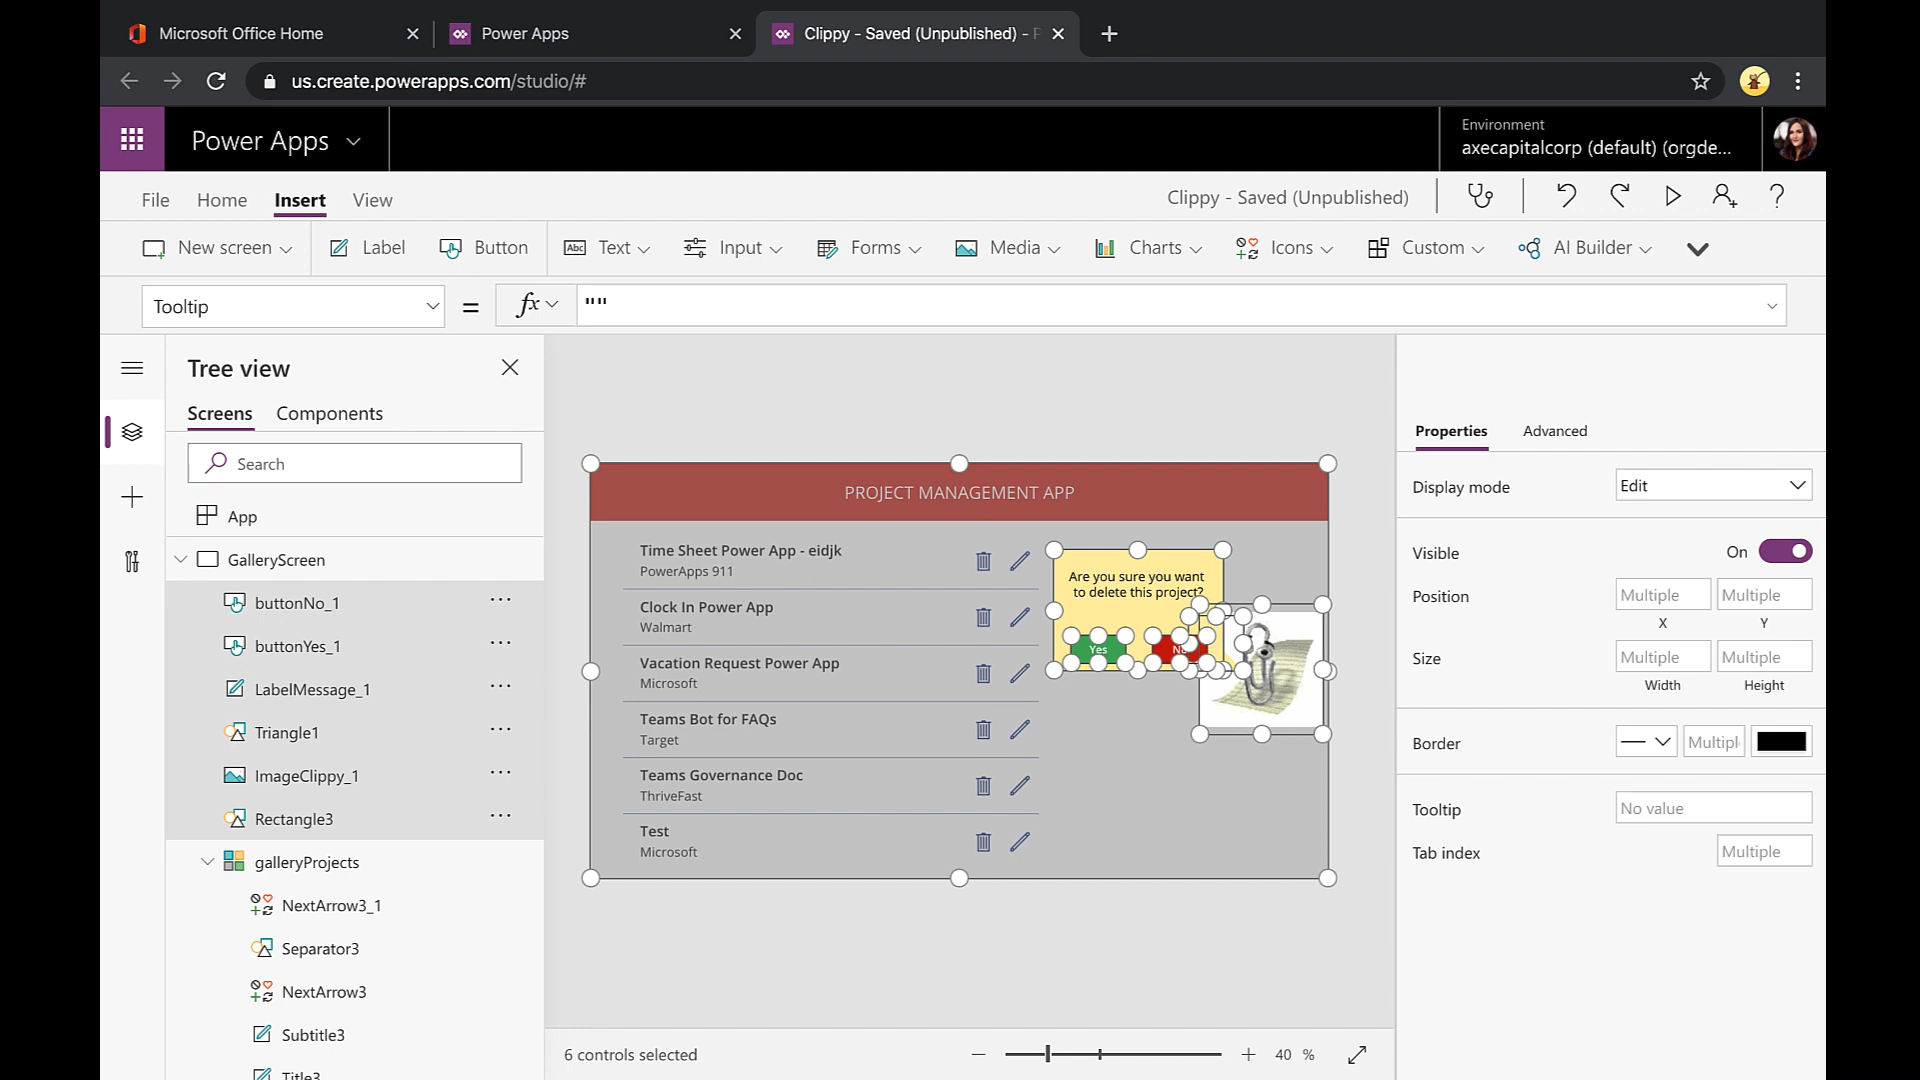 Microsoft Office Home
Power Apps
Clippy - Saved (Unpublished) -
us.create.powerapps.com/studio/#
Power Apps
Environment
axecapitalcorp (default) (orgde...
File Home Insert View
Clippy - Saved (Unpublished)
New screen Label Button Abc Text Input Forms Media Charts Icons Custom AI Builder
Tooltip = fx ""
Tree view
Screens Components
Search
App
GalleryScreen
buttonNo_1
buttonYes_1
LabelMessage_1
Triangle1
ImageClippy_1
Rectangle3
galleryProjects
NextArrow3_1
Separator3
NextArrow3
Subtitle3
Title3
PROJECT MANAGEMENT APP
Time Sheet Power App - eidjk
PowerApps 911
Clock In Power App
Walmart
Vacation Request Power App
Microsoft
Teams Bot for FAQs
Target
Teams Governance Doc
ThriveFast
Test
Microsoft
Are you sure you want
to delete this project?
Yes
6 controls selected
40 %
Properties Advanced
Display mode Edit
Visible On
Position Multiple Multiple
X Y
Size Multiple Multiple
Width Height
Border Multipl
Tooltip No value
Tab index Multiple